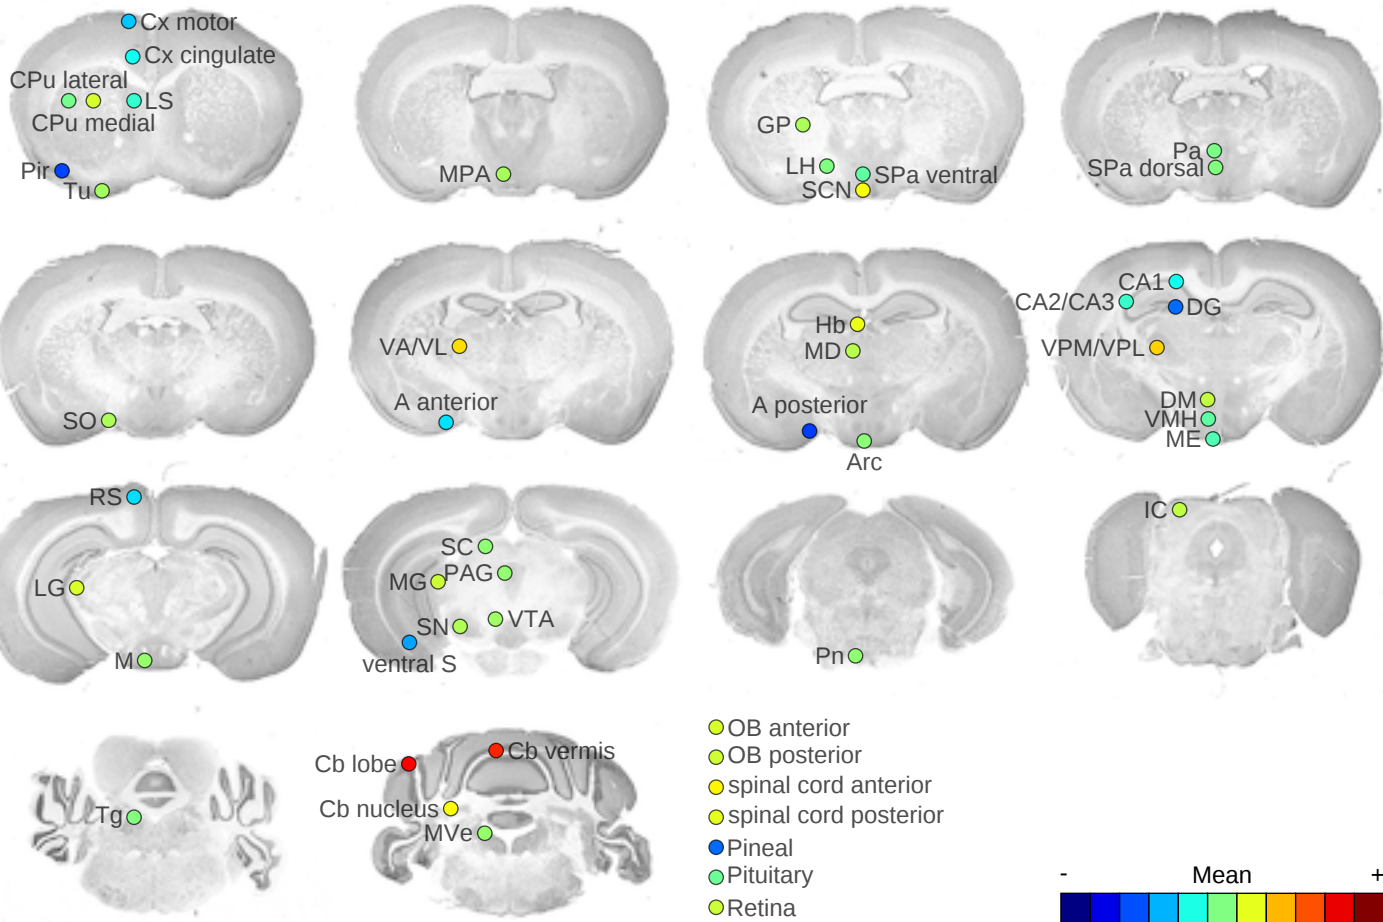 Cx motor
Cx cingulate
CPu lateral
LS
CPu medial
Pir
Tu
MPA
GP
LH
SPa ventral
SCN
Pa
SPa dorsal
SO
VA/VL
A anterior
Hb
MD
A posterior
Arc
CA1
CA2/CA3
DG
VPM/VPL
DM
VMH
ME
RS
LG
M
SC
PAG
MG
VTA
SN
ventral S
Pn
IC
Tg
Cb vermis
Cb lobe
Cb nucleus
MVe
OB anterior
OB posterior
spinal cord anterior
spinal cord posterior
Pineal
Pituitary
Retina
- Mean +